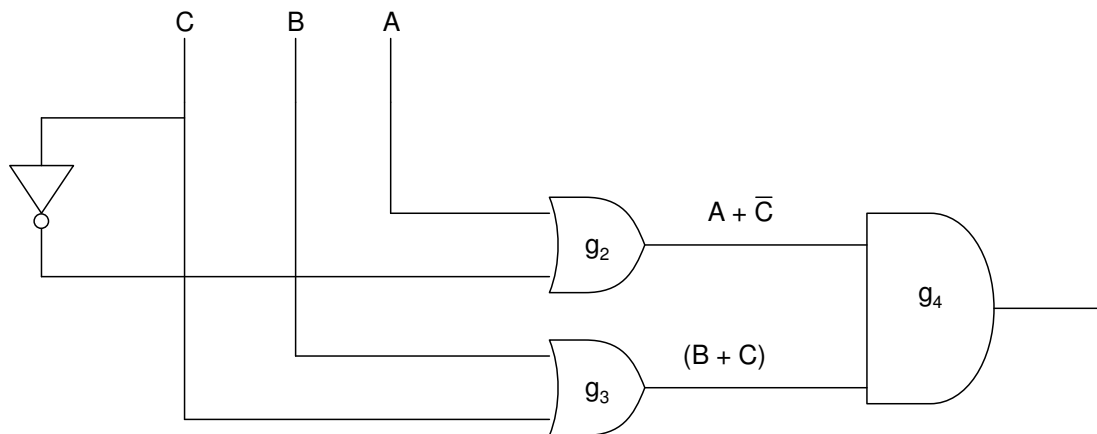 C B A
A + C̅
g₂
g₄
(B + C)
g₃